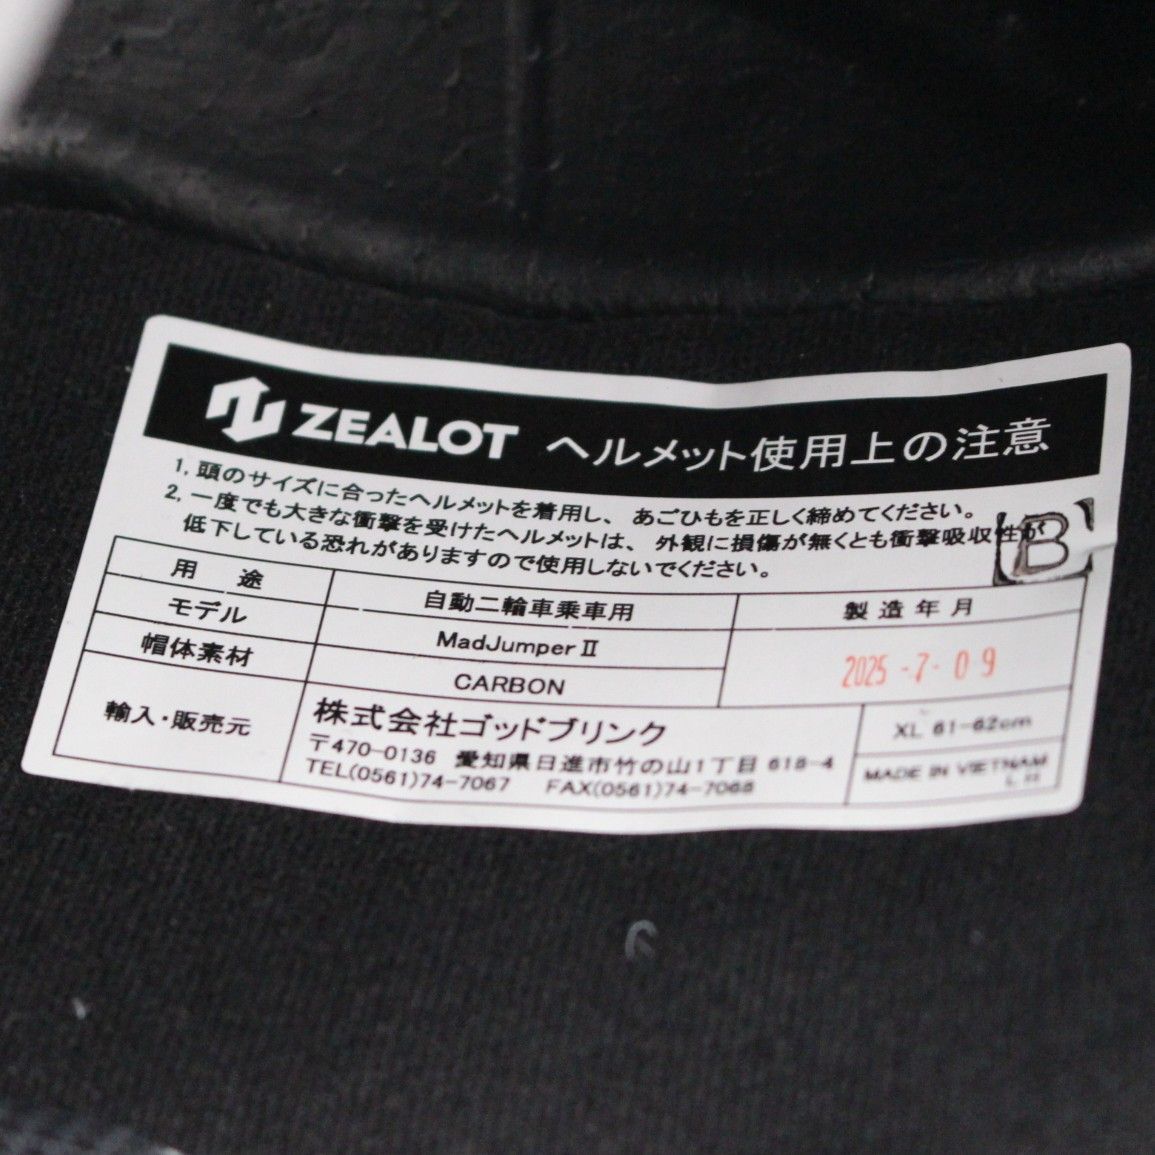 ZEALOT ヘルメット使用上の注意
1, 頭のサイズに合ったヘルメットを着用し、あごひもを正しく締めてください。
2, 一度でも大きな衝撃を受けたヘルメットは、外観に損傷が無くとも衝撃吸収性が
低下している恐れがありますので使用しないでください。
B
用 途 自動二輪車乗車用 製造年月
モデル MadJumperⅡ 2025-7-09
帽体素材 CARBON
輸入・販売元 株式会社ゴッドブリンク XL 61-62cm
〒470-0136 愛知県日進市竹の山1丁目 618-4
TEL(0561)74-7067 FAX(0561)74-7068 MADE IN VIETNAM